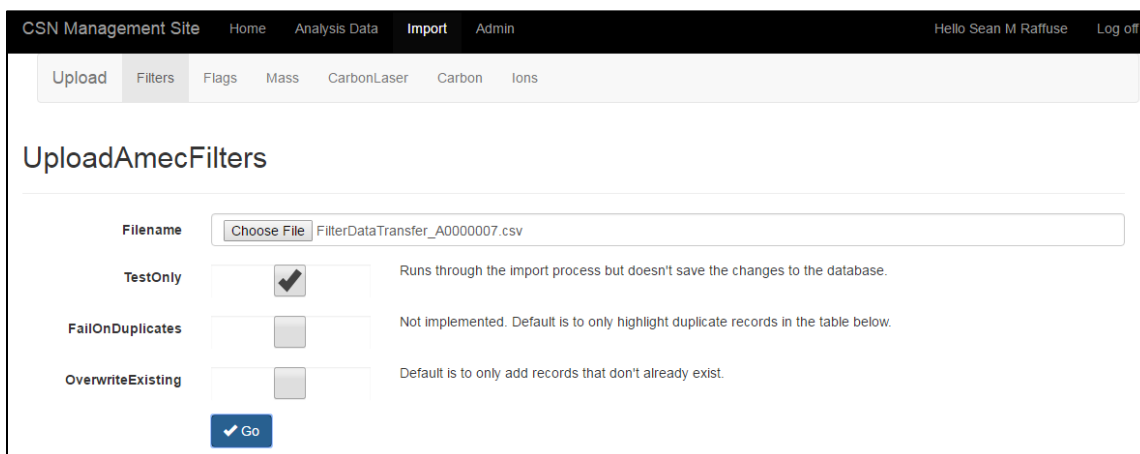 CSN Management Site Home Analysis Data Import Admin Hello Sean M Raffuse Log off
Upload Filters Flags Mass CarbonLaser Carbon Ions
UploadAmecFilters
Filename Choose File FilterDataTransfer_A0000007.csv
TestOnly Runs through the import process but doesn't save the changes to the database.
FailOnDuplicates Not implemented. Default is to only highlight duplicate records in the table below.
OverwriteExisting Default is to only add records that don't already exist.
Go